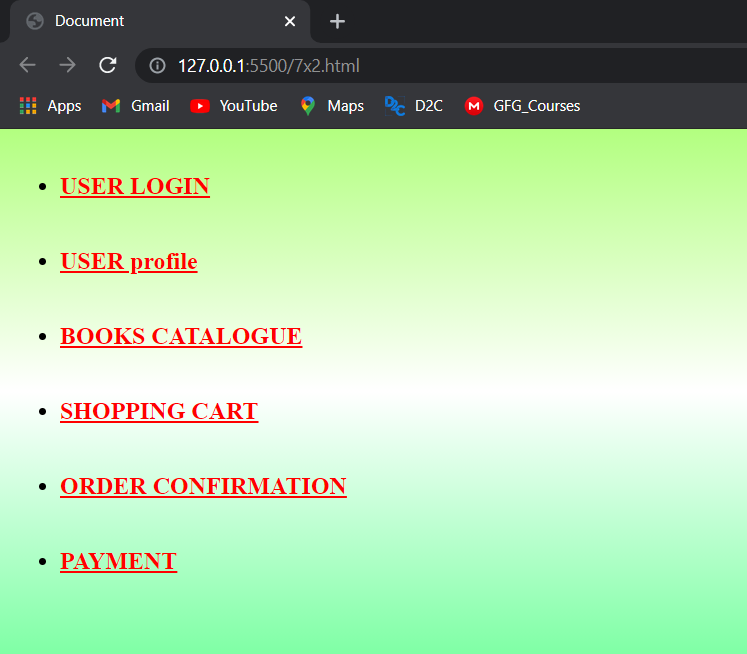 Document
127.0.0.1:5500/7x2.html
Apps Gmail YouTube Maps D2C GFG_Courses
USER LOGIN
USER profile
BOOKS CATALOGUE
SHOPPING CART
ORDER CONFIRMATION
PAYMENT